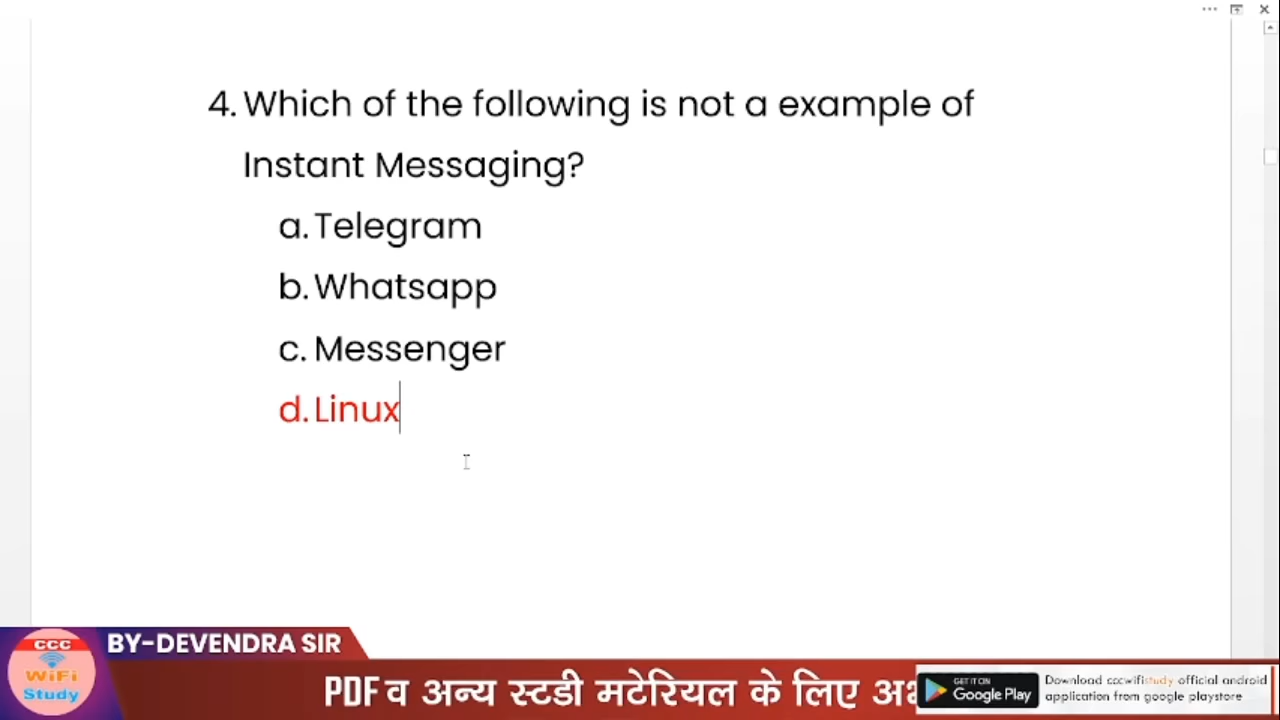 4. Which of the following is not a example of
Instant Messaging?
a. Telegram
b. Whatsapp
c. Messenger
d. Linux
BY-DEVENDRA SIR
CCC
WiFi
Study
PDF व अन्य स्टडी मटेरियल के लिए
GET IT ON
Google Play
Download cccwifistudy official android
application from google playstore